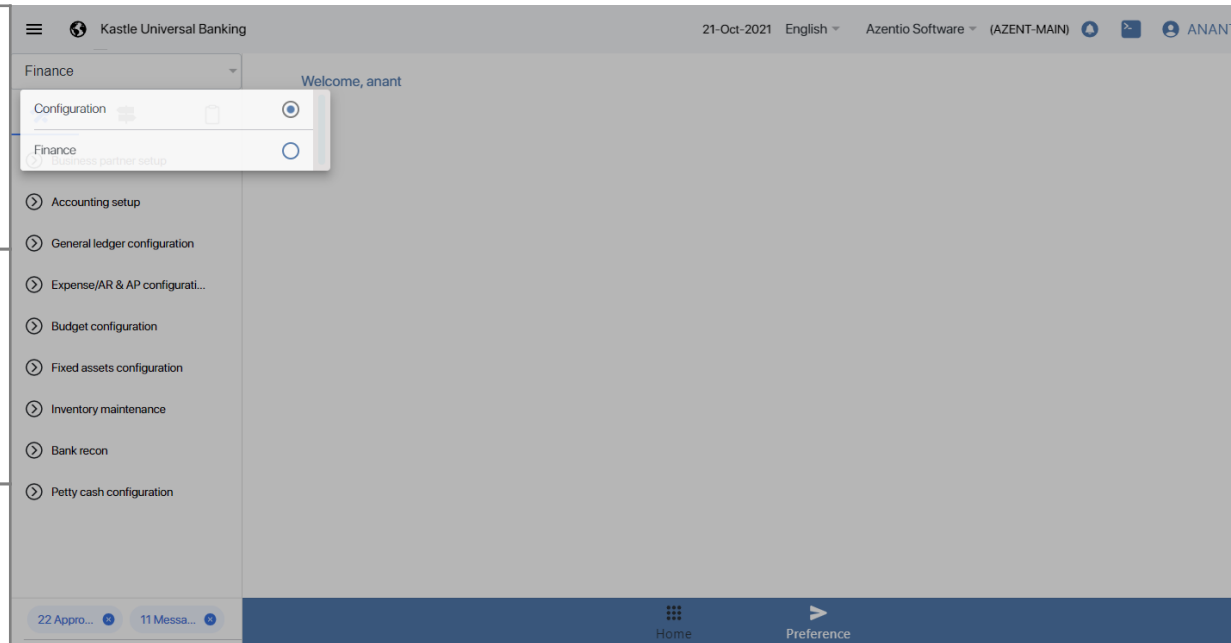 Kastle Universal Banking 21-Oct-2021 English Azentio Software (AZENT-MAIN) ANANT
Finance
Welcome, anant
Configuration
Finance
Business partner setup
Accounting setup
General ledger configuration
Expense/AR & AP configurati...
Budget configuration
Fixed assets configuration
Inventory maintenance
Bank recon
Petty cash configuration
22 Appro... 11 Messa...
Home Preference